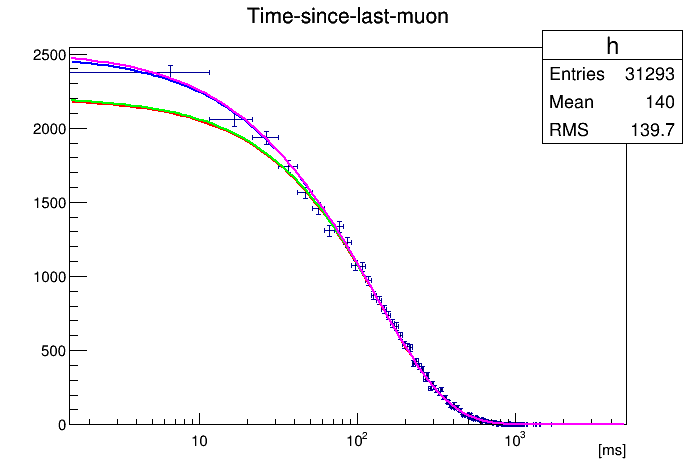 Time-since-last-muon
h
Entries 31293
Mean 140
RMS 139.7
2500
2000
1500
1000
500
0
10 10² 10³
[ms]